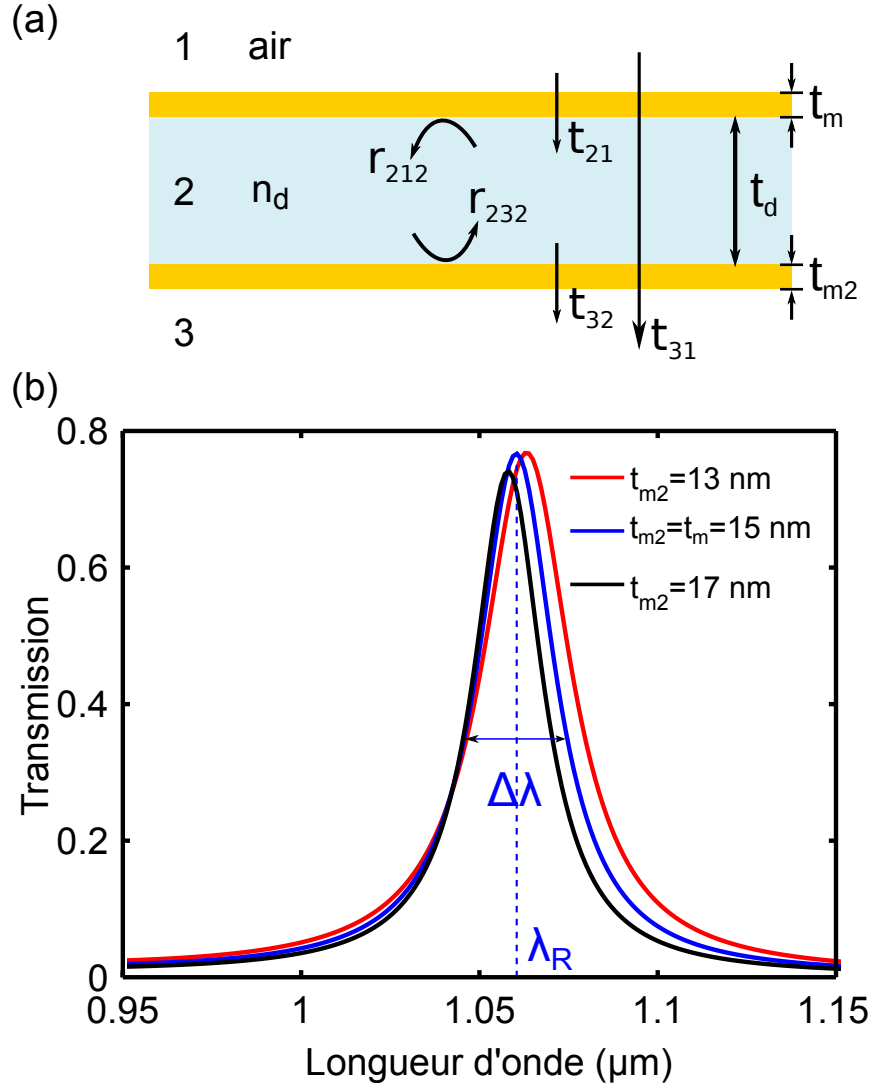 (a)
1 air
t_m
t_21
r_212
2 n_d
r_232
t_d
t_m2
t_32
3
t_31
(b)
0.8
t_m2=13 nm
t_m2=t_m=15 nm
t_m2=17 nm
0.6
Transmission
0.4
Δλ
0.2
λ_R
0
0.95 1 1.05 1.1 1.15
Longueur d'onde (µm)